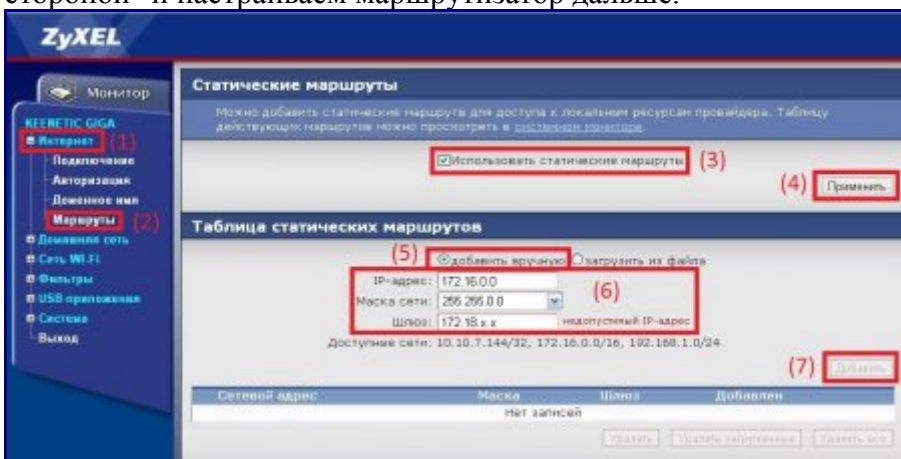 стороной" и настраиваем маршрутизатор дальше.
ZyXEL
Монитор
KEENETIC GIGA
Интернет (1)
Подключение
Авторизация
Доменное имя
Маршруты (2)
Домашняя сеть
Сеть Wi-Fi
Фильтры
USB-приложения
Система
Выход
Статические маршруты
Можно добавить статические маршруты для доступа к локальным ресурсам провайдера. Таблицу
действующих маршрутов можно просмотреть в системном мониторе.
Использовать статические маршруты (3)
(4) Применить
Таблица статических маршрутов
(5) добавить вручную загрузить из файла
IP-адрес: 172.16.0.0
Маска сети: 255.255.0.0 (6)
Шлюз: 172.18.x.x недопустимый IP-адрес
Доступные сети: 10.10.7.144/32, 172.16.0.0/16, 192.168.1.0/24
(7) Добавить
Сетевой адрес Маска Шлюз Добавлен
Нет записей
Удалить Удалить загруженные Удалить все